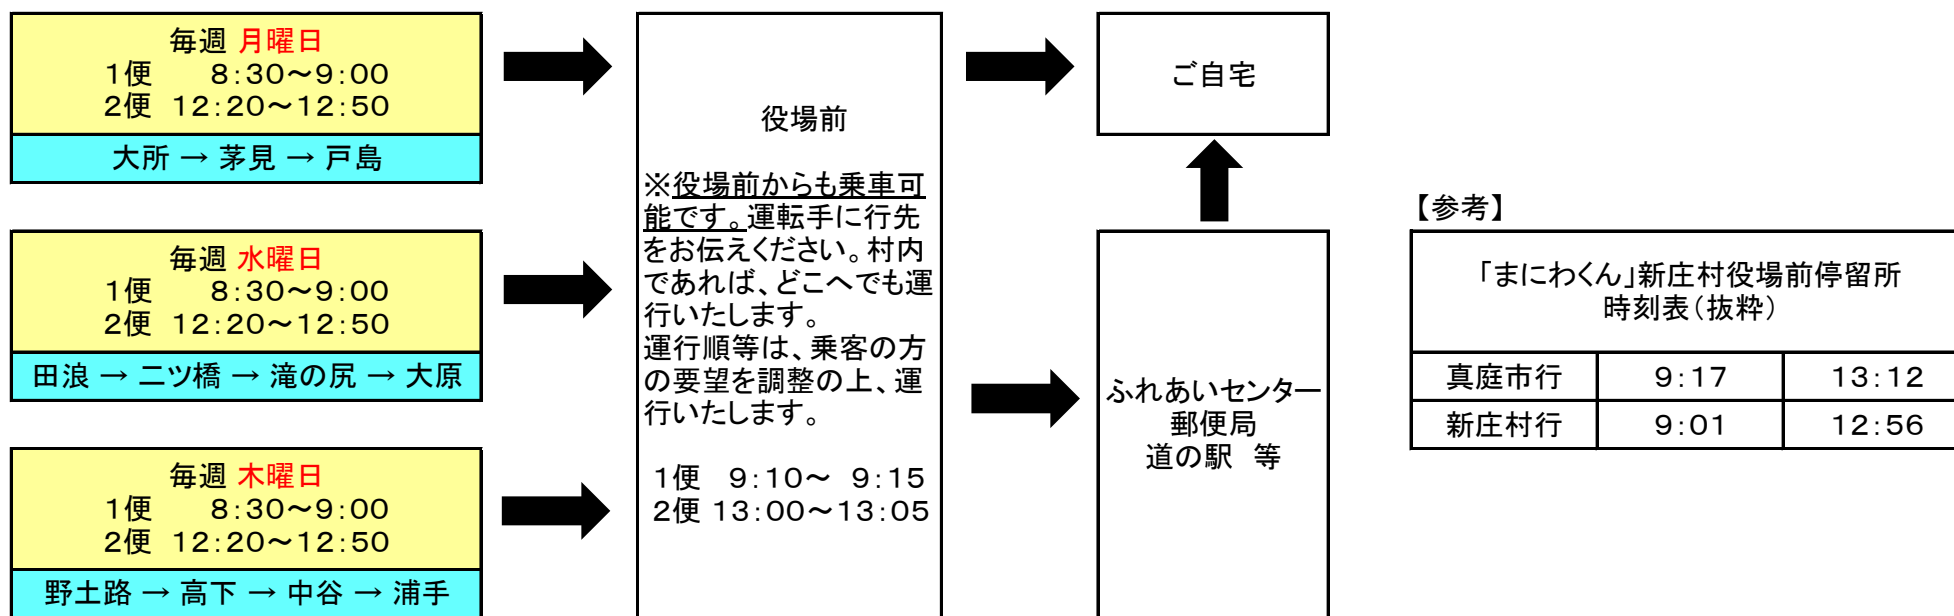 毎週 月曜日
1便 8:30～9:00
2便 12:20～12:50
大所 → 茅見 → 戸島
毎週 水曜日
1便 8:30～9:00
2便 12:20～12:50
田浪 → 二ツ橋 → 滝の尻 → 大原
毎週 木曜日
1便 8:30～9:00
2便 12:20～12:50
野土路 → 高下 → 中谷 → 浦手
役場前
※役場前からも乗車可
能です。運転手に行先
をお伝えください。村内
であれば、どこへでも運
行いたします。
運行順等は、乗客の方
の要望を調整の上、運
行いたします。
1便 9:10～ 9:15
2便 13:00～13:05
ご自宅
ふれあいセンター
郵便局
道の駅 等
【参考】
「まにわくん」新庄村役場前停留所
時刻表（抜粋）
真庭市行 9:17 13:12
新庄村行 9:01 12:56